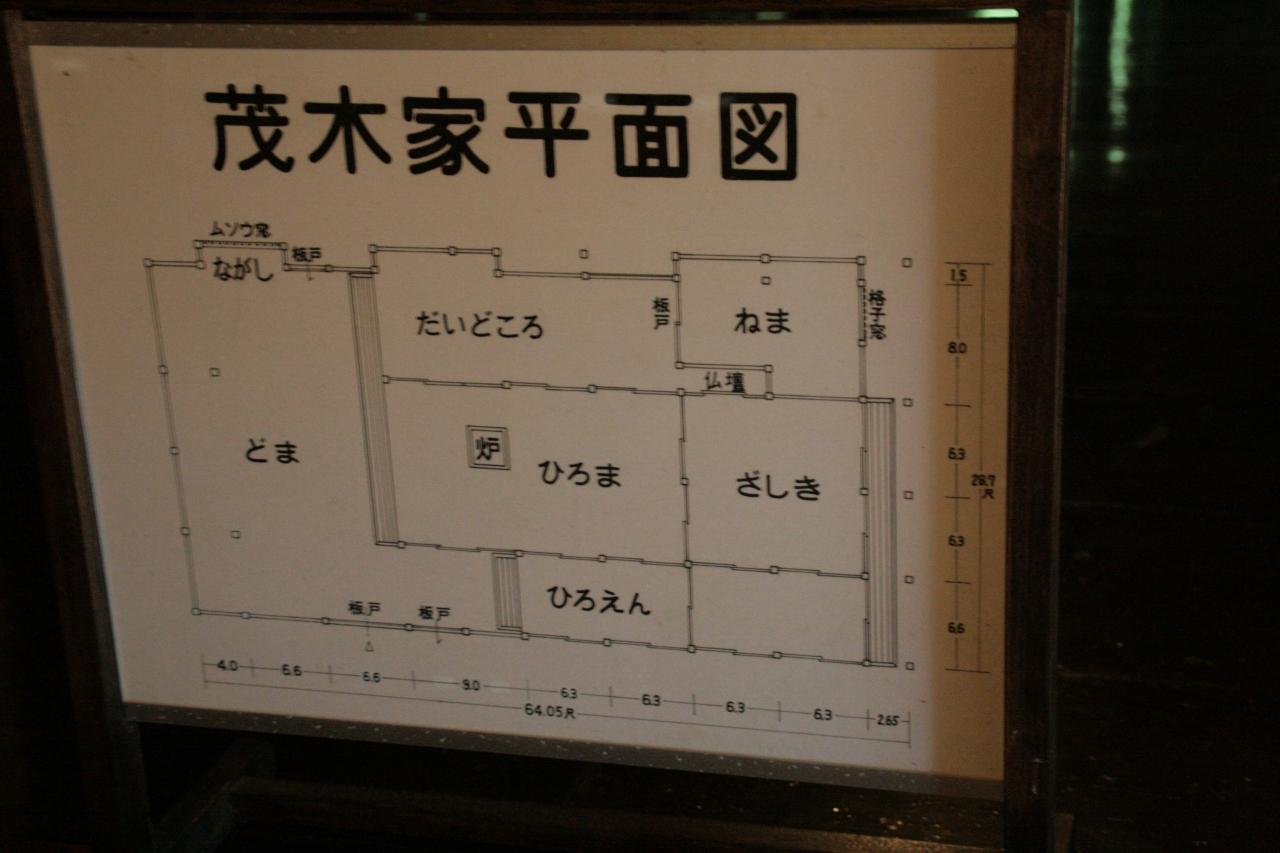 茂木家平面図
ムソウ窓
ながし
板戸
だいどころ
板戸
ねま
格子窓
仏壇
どま
炉
ひろま
ざしき
ひろえん
板戸
板戸
1.5
8.0
6.3
28.7尺
6.3
6.6
4.0 6.6 6.6 9.0 6.3 6.3 6.3 6.3 2.65
64.05尺